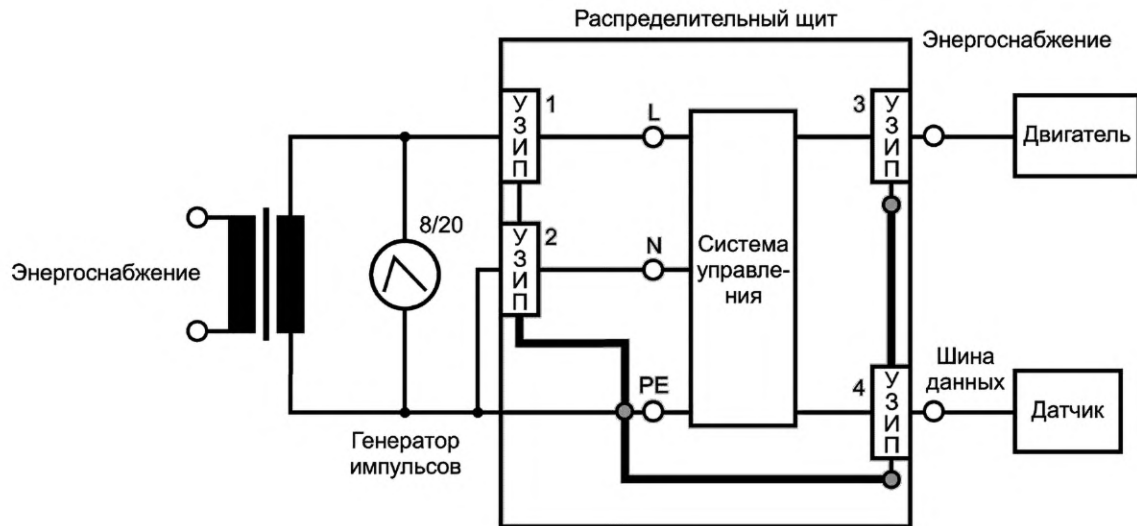 Распределительный щит
Энергоснабжение
У
З
И
П
1
L
3
У
З
И
П
Двигатель
8/20
У
З
И
П
2
N
Система
управле-
ния
Энергоснабжение
Генератор
импульсов
PE
4
У
З
И
П
Шина
данных
Датчик